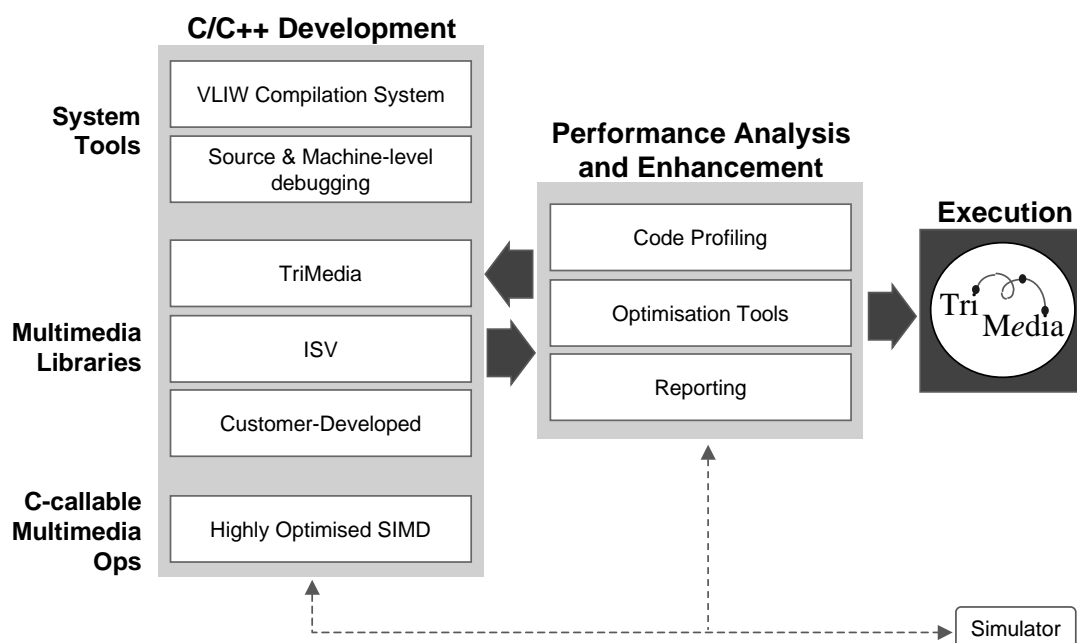 C/C++ Development
System
Tools
VLIW Compilation System
Source & Machine-level
debugging
Multimedia
Libraries
TriMedia
ISV
Customer-Developed
C-callable
Multimedia
Ops
Highly Optimised SIMD
Performance Analysis
and Enhancement
Code Profiling
Optimisation Tools
Reporting
Execution
Tri
Media
Simulator